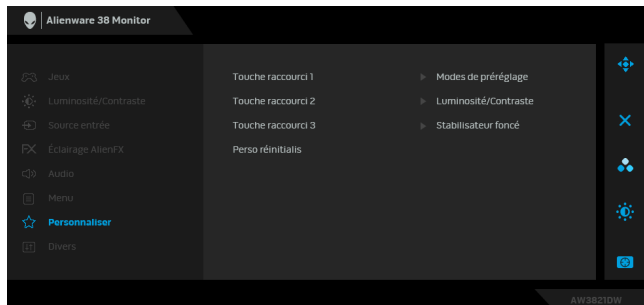 Alienware 38 Monitor
Jeux
Luminosité/Contraste
Source entrée
FX Éclairage AlienFX
Audio
Menu
Personnaliser
Divers
Touche raccourci 1 Modes de préréglage
Touche raccourci 2 Luminosité/Contraste
Touche raccourci 3 Stabilisateur foncé
Perso réinitialis
AW3821DW